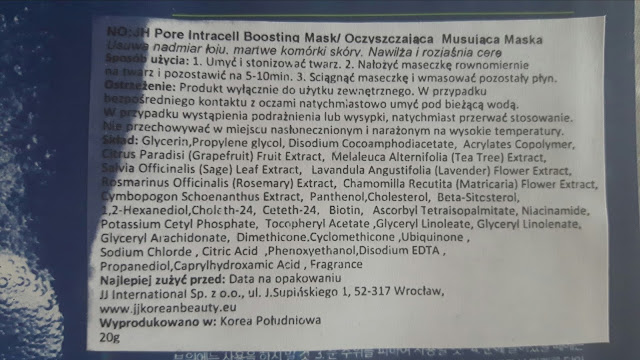 NO:JH Pore Intracell Boosting Mask/ Oczyszczająca Musująca Maska
Usuwa nadmiar łoju, martwe komórki skóry. Nawilża i rozjaśnia cerę
Sposób użycia: 1. Umyć i stonizować twarz. 2. Nałożyć maseczkę równomiernie
na twarz i pozostawić na 5-10min. 3. Ściągnąć maseczkę i wmasować pozostały płyn.
Ostrzeżenie: Produkt wyłącznie do użytku zewnętrznego. W przypadku
bezpośredniego kontaktu z oczami natychmiastowo umyć pod bieżącą wodą.
W przypadku wystąpienia podrażnienia lub wysypki, natychmiast przerwać stosowanie.
Nie przechowywać w miejscu nasłonecznionym i narażonym na wysokie temperatury.
Skład: Glycerin,Propylene glycol, Disodium Cocoamphodiacetate, Acrylates Copolymer,
Citrus Paradisi (Grapefruit) Fruit Extract, Melaleuca Alternifolia (Tea Tree) Extract,
Salvia Officinalis (Sage) Leaf Extract, Lavandula Angustifolia (Lavender) Flower Extract,
Rosmarinus Officinalis (Rosemary) Extract, Chamomilla Recutita (Matricaria) Flower Extract,
Cymbopogon Schoenanthus Extract, Panthenol,Cholesterol, Beta-Sitosterol,
1,2-Hexanediol,Choleth-24, Ceteth-24, Biotin, Ascorbyl Tetraisopalmitate, Niacinamide,
Potassium Cetyl Phosphate, Tocopheryl Acetate ,Glyceryl Linoleate, Glyceryl Linolenate,
Glyceryl Arachidonate, Dimethicone.Cyclomethicone ,Ubiquinone ,
Sodium Chlorde , Citric Acid ,Phenoxyethanol,Disodium EDTA ,
Propanediol,Caprylhydroxamic Acid , Fragrance
Najlepiej zużyć przed: Data na opakowaniu
JJ International Sp. z o.o., ul. J.Supińskiego 1, 52-317 Wrocław,
www.jjkoreanbeauty.eu
Wyprodukowano w: Korea Południowa
20g